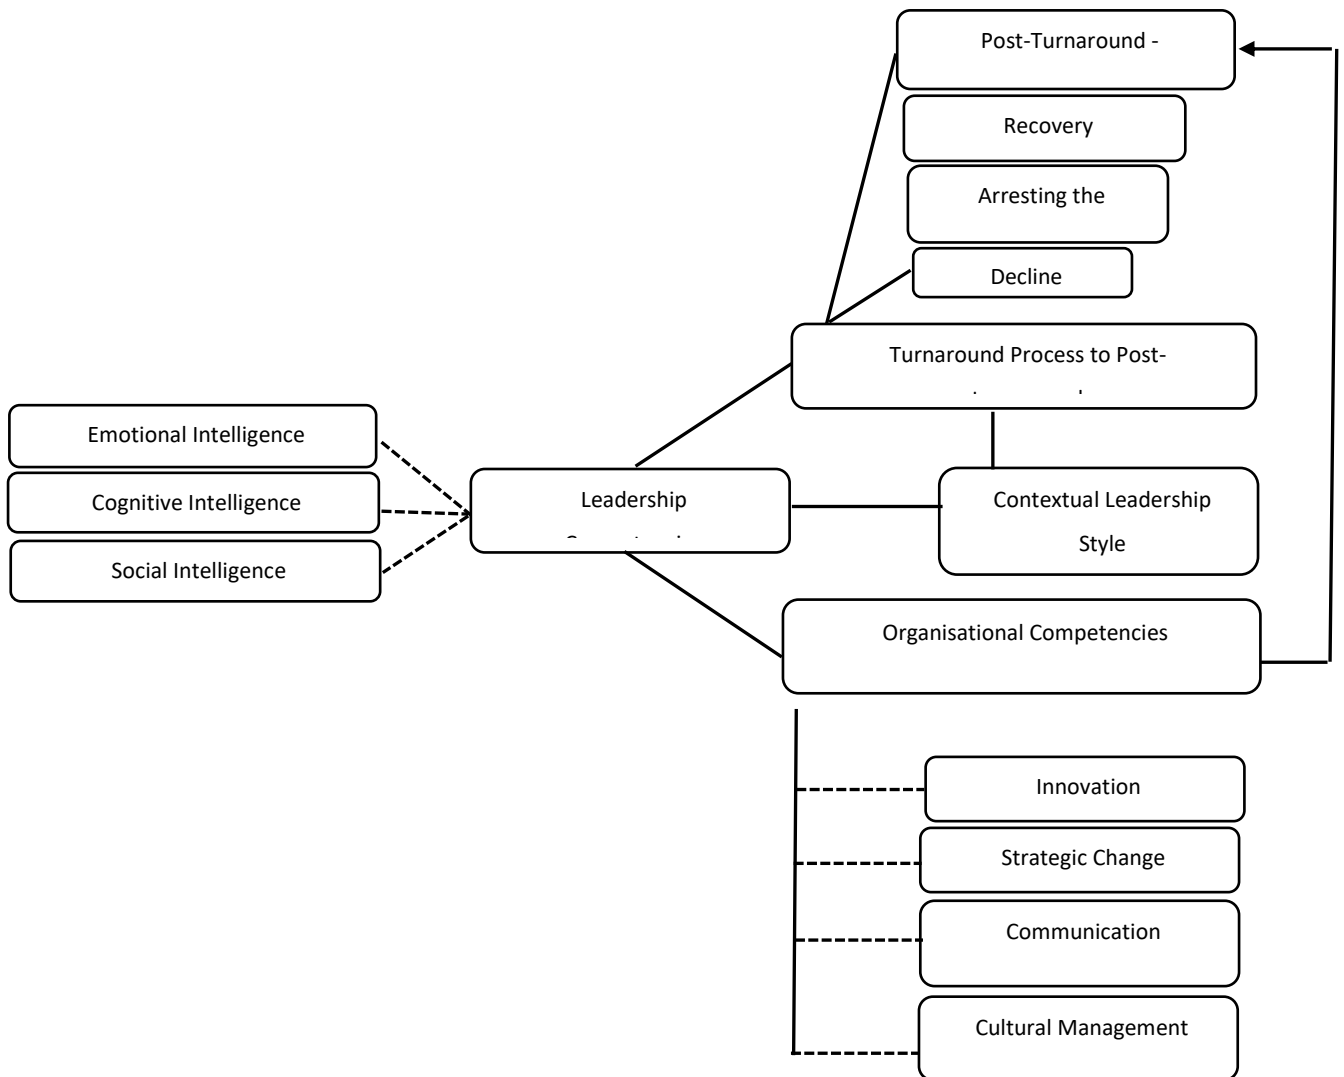 Post-Turnaround -
Recovery
Arresting the
Decline
Turnaround Process to Post-
Emotional Intelligence
Cognitive Intelligence
Social Intelligence
Leadership
Contextual Leadership
Style
Organisational Competencies
Innovation
Strategic Change
Communication
Cultural Management